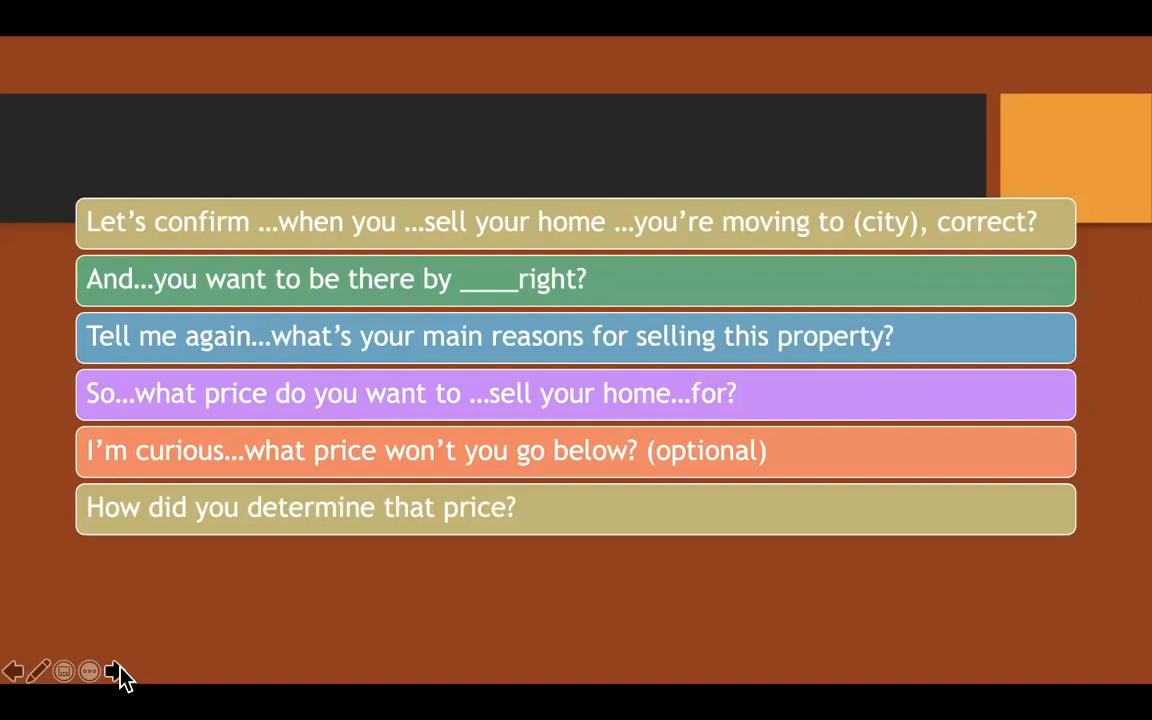 Let’s confirm …when you …sell your home …you’re moving to (city), correct?
And…you want to be there by ____right?
Tell me again…what’s your main reasons for selling this property?
So…what price do you want to …sell your home…for?
I’m curious…what price won’t you go below? (optional)
How did you determine that price?